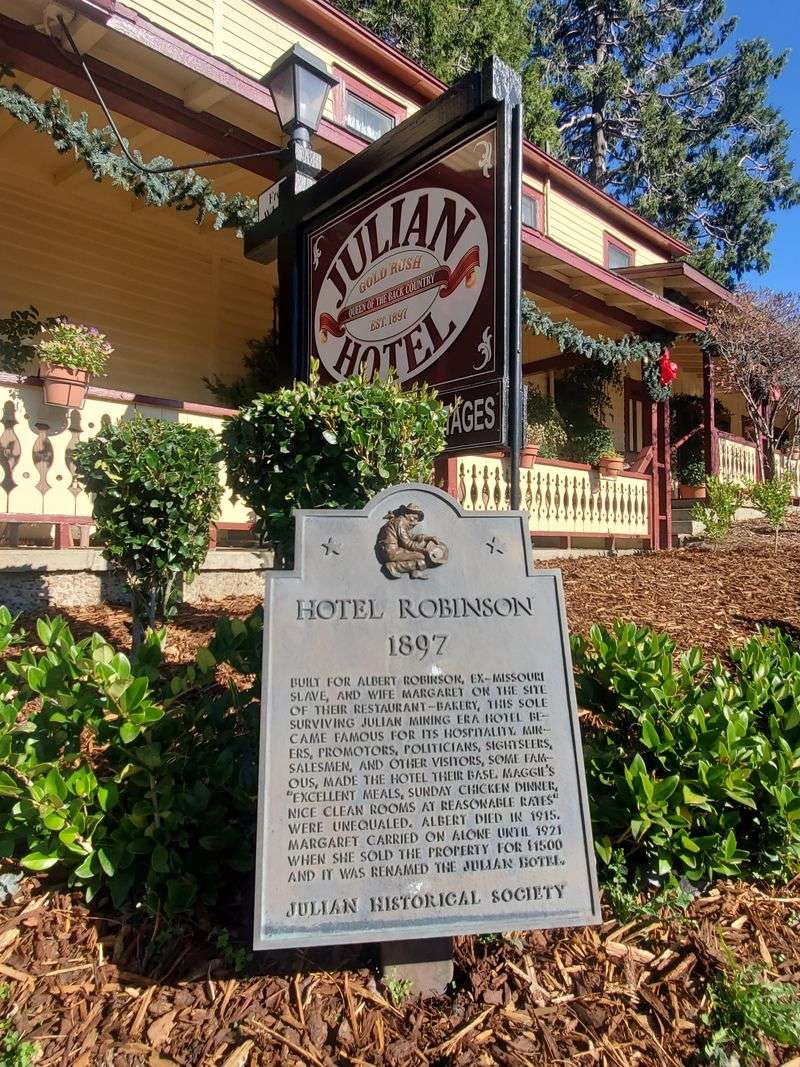 JULIAN
GOLD RUSH
QUEEN OF THE BACK COUNTRY
EST. 1897
HOTEL
TAGES
HOTEL ROBINSON
1897
BUILT FOR ALBERT ROBINSON, EX-MISSOURI
SLAVE, AND WIFE MARGARET ON THE SITE
OF THEIR RESTAURANT-BAKERY, THIS SOLE
SURVIVING JULIAN MINING ERA HOTEL BE-
CAME FAMOUS FOR ITS HOSPITALITY. MIN-
ERS, PROMOTORS, POLITICIANS, SIGHTSEERS,
SALESMEN, AND OTHER VISITORS, SOME FAM-
OUS, MADE THE HOTEL THEIR BASE. MAGGIE'S
"EXCELLENT MEALS, SUNDAY CHICKEN DINNER,
NICE CLEAN ROOMS AT REASONABLE RATES"
WERE UNEQUALED. ALBERT DIED IN 1915.
MARGARET CARRIED ON ALONE UNTIL 1921
WHEN SHE SOLD THE PROPERTY FOR $1500
AND IT WAS RENAMED THE JULIAN HOTEL.
JULIAN HISTORICAL SOCIETY